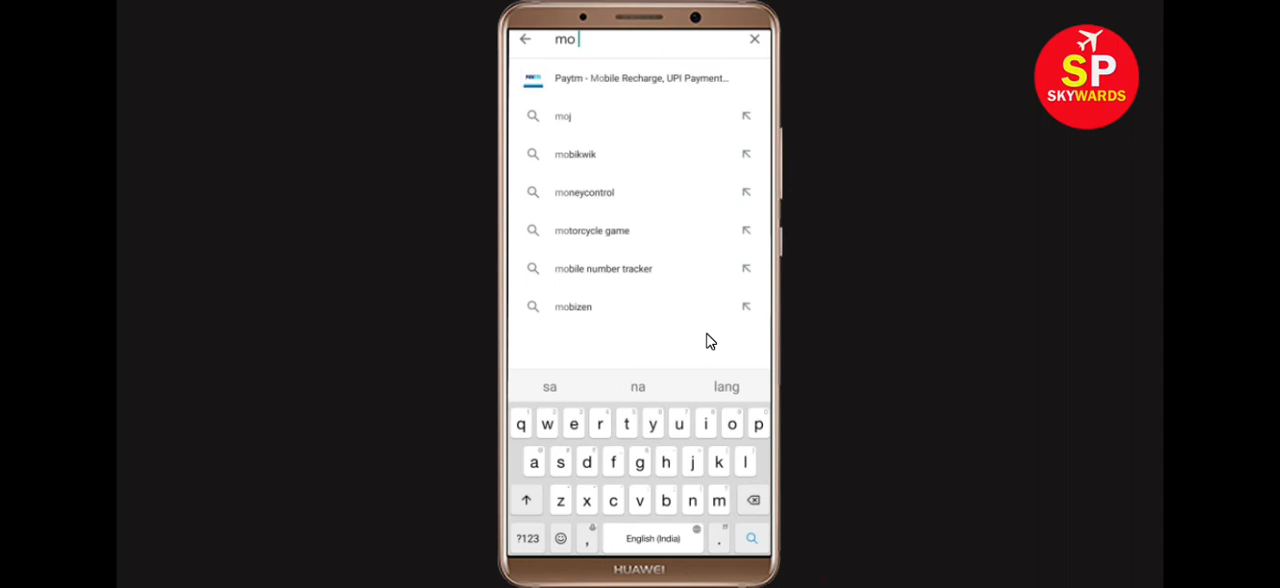 mo
SP
SKYWARDS
Paytm - Mobile Recharge, UPI Payment...
moj
mobikwik
moneycontrol
motorcycle game
mobile number tracker
mobizen
sa na lang
q w e r t y u i o p
a s d f g h j k l
z x c v b n m
?123 , English (India) .
HUAWEI